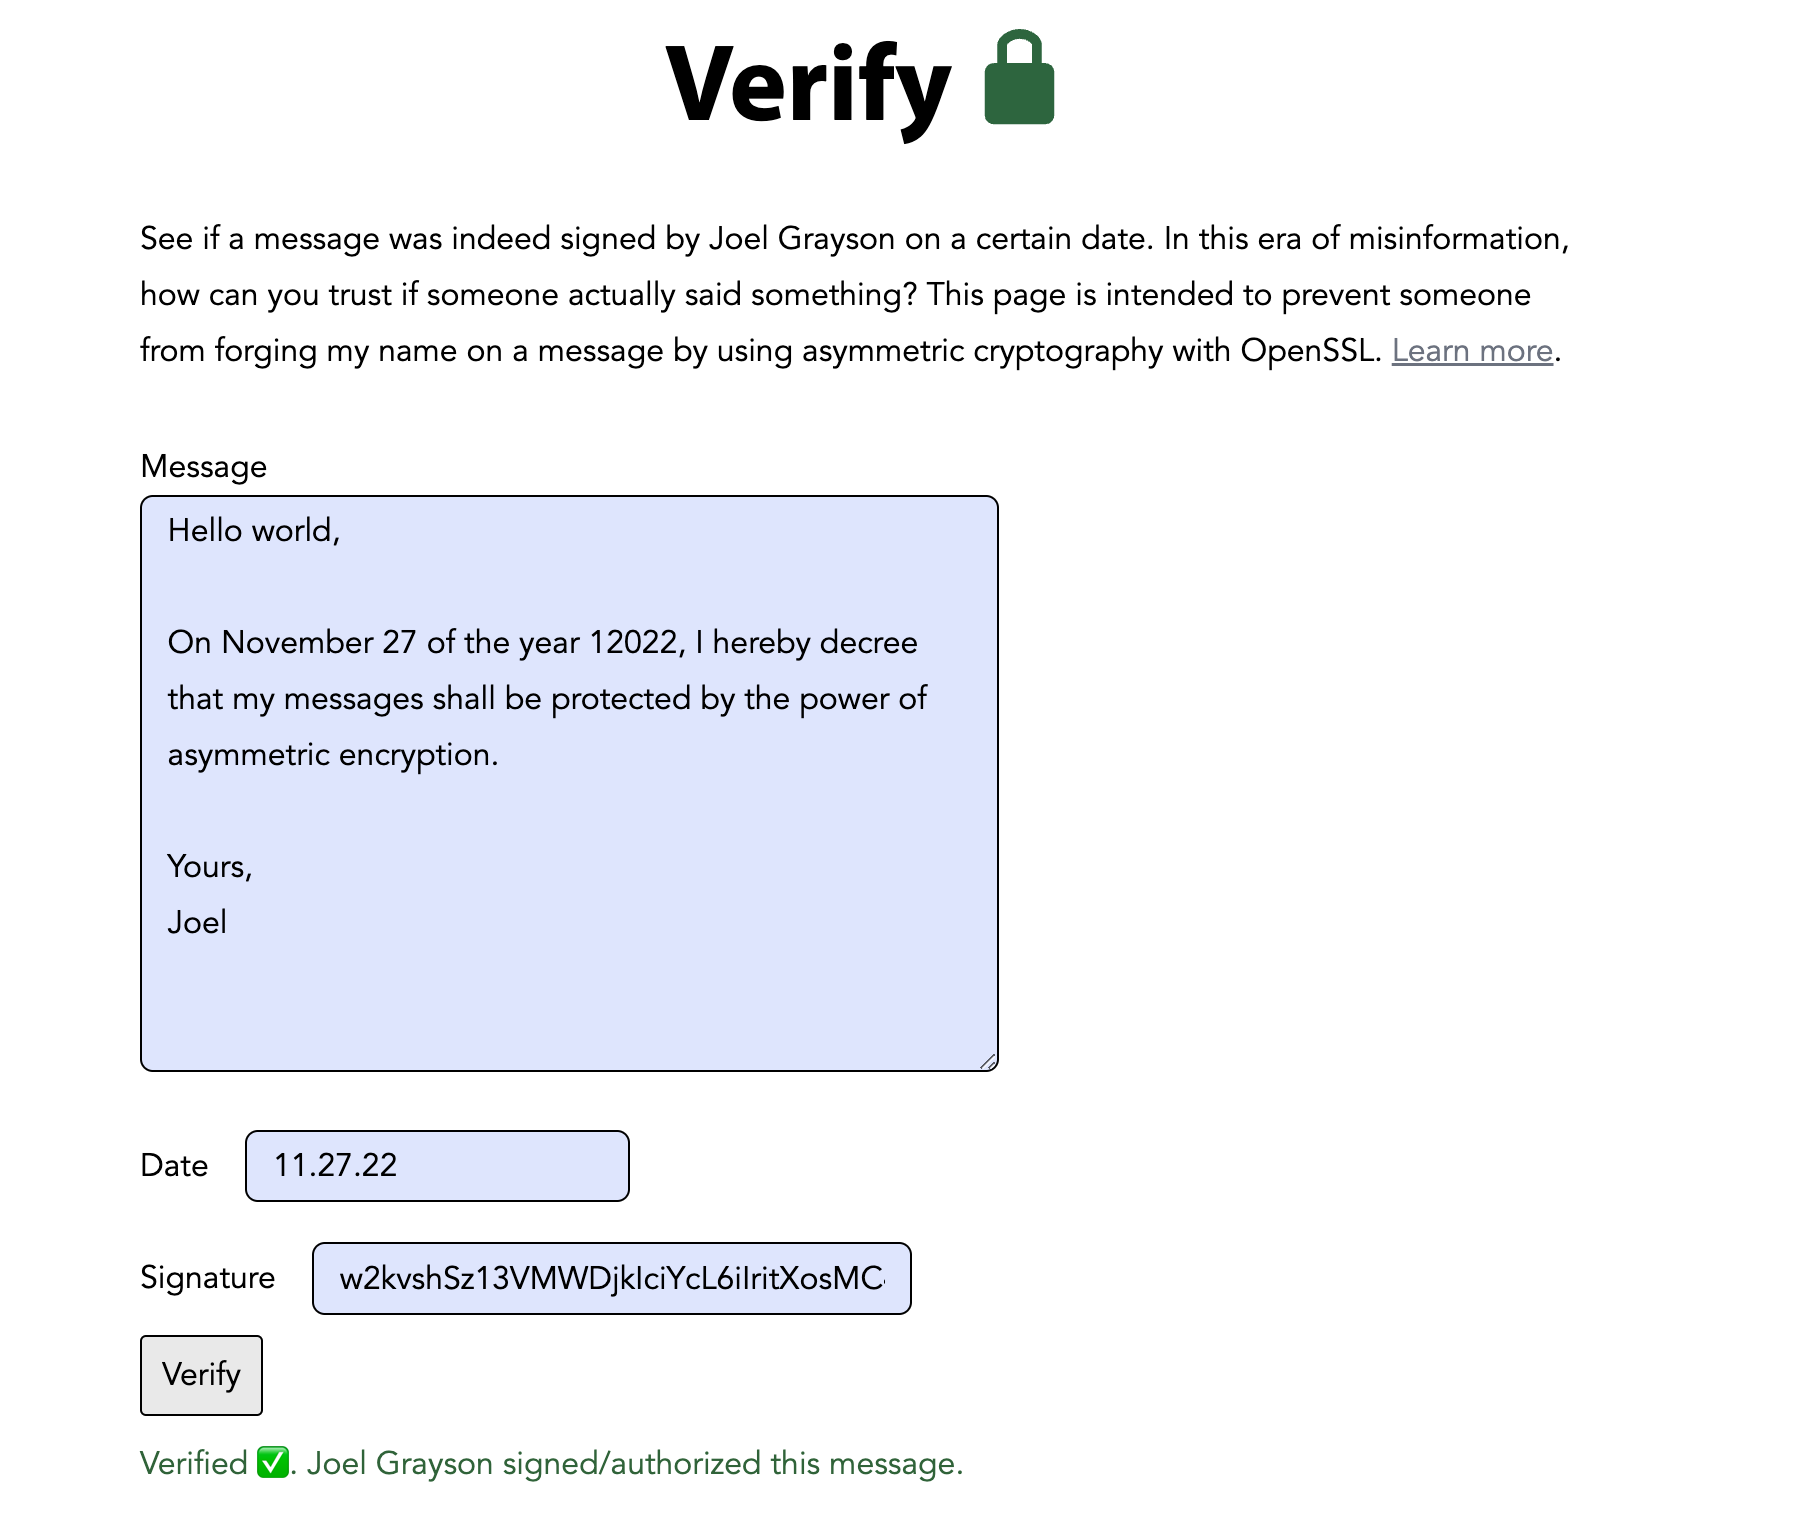 Verify
See if a message was indeed signed by Joel Grayson on a certain date. In this era of misinformation,
how can you trust if someone actually said something? This page is intended to prevent someone
from forging my name on a message by using asymmetric cryptography with OpenSSL. Learn more.
Message
Hello world,
On November 27 of the year 12022, I hereby decree
that my messages shall be protected by the power of
asymmetric encryption.
Yours,
Joel
Date 11.27.22
Signature w2kvshSz13VMWDjkIciYcL6iIritXosMC
Verify
Verified ✅. Joel Grayson signed/authorized this message.